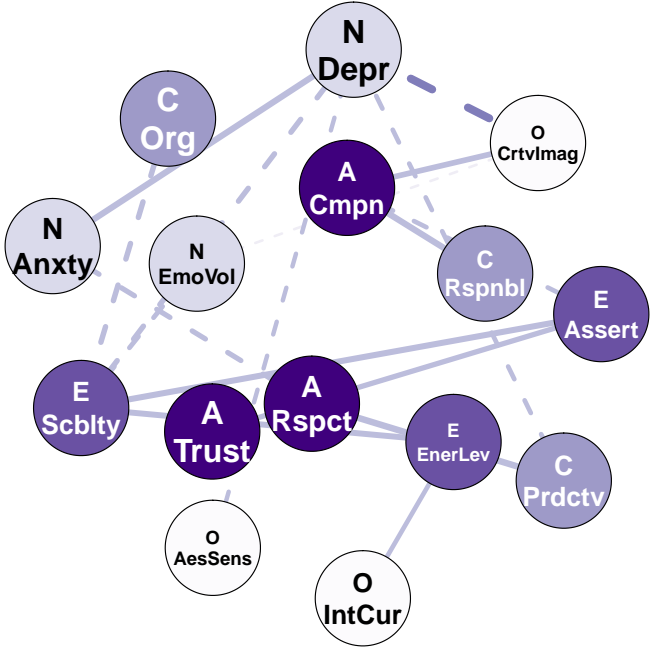 N
Depr
C
Org
O
CrtvImag
A
Cmpn
N
Anxty
N
EmoVol
C
Rspnbl
E
Assert
E
Scblty
A
Trust
A
Rspct
E
EnerLev
C
Prdctv
O
AesSens
O
IntCur